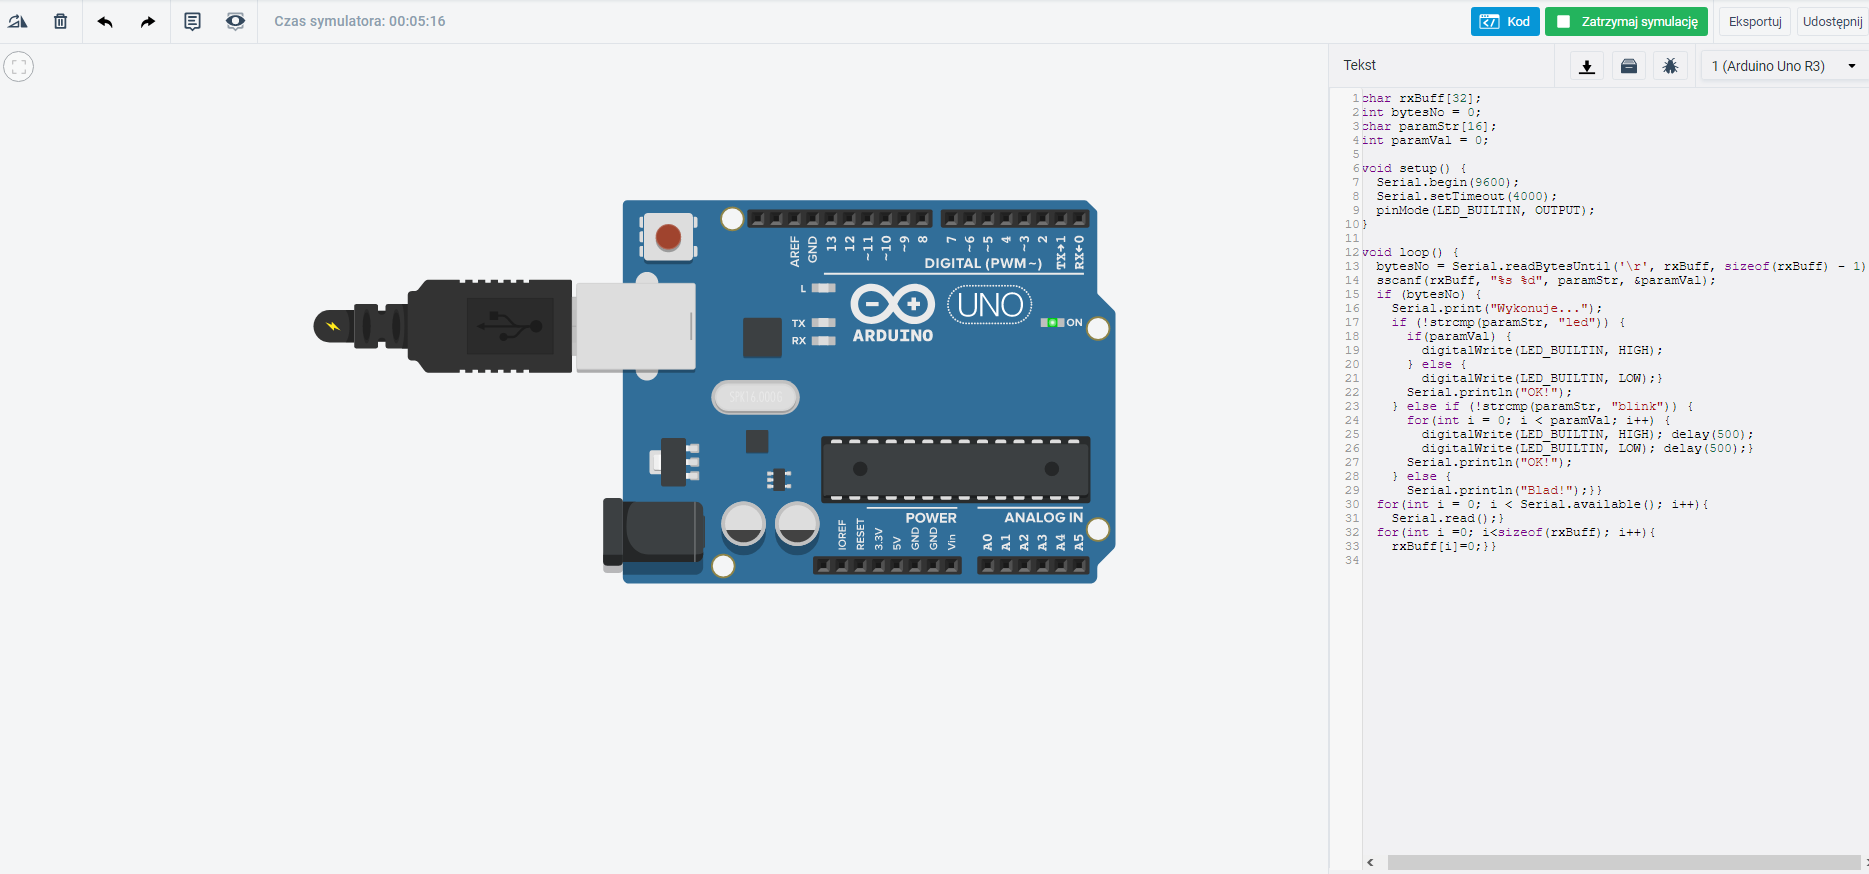 Czas symulatora: 00:05:16
Kod
Zatrzymaj symulację
Eksportuj
Udostępnij
Tekst
1 (Arduino Uno R3)
1 char rxBuff[32];
2 int bytesNo = 0;
3 char paramStr[16];
4 int paramVal = 0;
5
6 void setup() {
7 Serial.begin(9600);
8 Serial.setTimeout(4000);
9 pinMode(LED_BUILTIN, OUTPUT);
10 }
11
12 void loop() {
13 bytesNo = Serial.readBytesUntil('\r', rxBuff, sizeof(rxBuff) - 1)
14 sscanf(rxBuff, "%s %d", paramStr, &paramVal);
15 if (bytesNo) {
16 Serial.print("Wykonuje...");
17 if (!strcmp(paramStr, "led")) {
18 if(paramVal) {
19 digitalWrite(LED_BUILTIN, HIGH);
20 } else {
21 digitalWrite(LED_BUILTIN, LOW);}
22 Serial.println("OK!");
23 } else if (!strcmp(paramStr, "blink")) {
24 for(int i = 0; i < paramVal; i++) {
25 digitalWrite(LED_BUILTIN, HIGH); delay(500);
26 digitalWrite(LED_BUILTIN, LOW); delay(500);}
27 Serial.println("OK!");
28 } else {
29 Serial.println("Blad!");}}
30 for(int i = 0; i < Serial.available(); i++){
31 Serial.read();}
32 for(int i =0; i<sizeof(rxBuff); i++){
33 rxBuff[i]=0;}}
34
AREF
GND
13
12
~11
~10
~9
8
7
~6
~5
4
~3
2
TX→1
RX←0
DIGITAL (PWM~)
L
TX
RX
ARDUINO
UNO
ON
POWER
ANALOG IN
IOREF
RESET
3.3V
5V
GND
GND
Vin
A0
A1
A2
A3
A4
A5